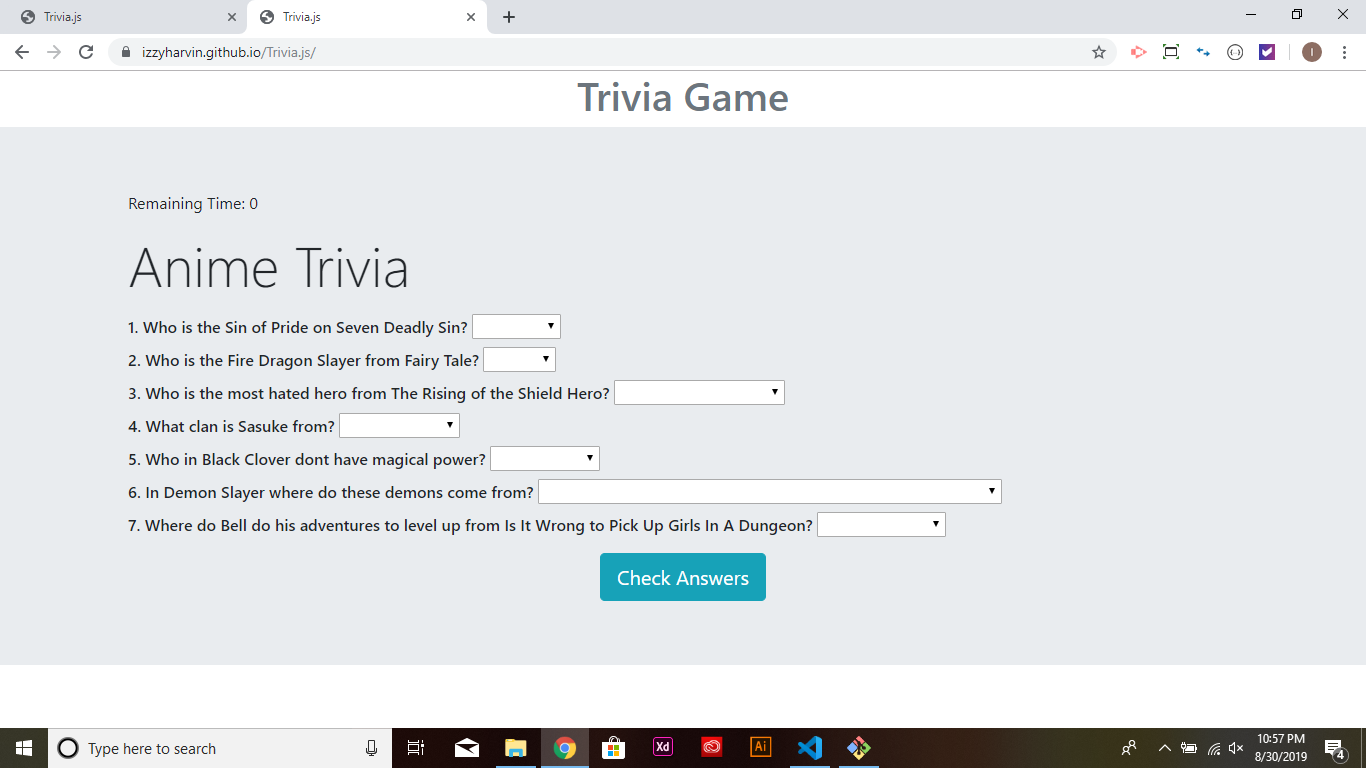 Trivia.js
Trivia.js
izzyharvin.github.io/Trivia.js/
I
Trivia Game
Remaining Time: 0
Anime Trivia
1. Who is the Sin of Pride on Seven Deadly Sin?
2. Who is the Fire Dragon Slayer from Fairy Tale?
3. Who is the most hated hero from The Rising of the Shield Hero?
4. What clan is Sasuke from?
5. Who in Black Clover dont have magical power?
6. In Demon Slayer where do these demons come from?
7. Where do Bell do his adventures to level up from Is It Wrong to Pick Up Girls In A Dungeon?
Check Answers
Type here to search
Xd
Ai
10:57 PM
8/30/2019
4